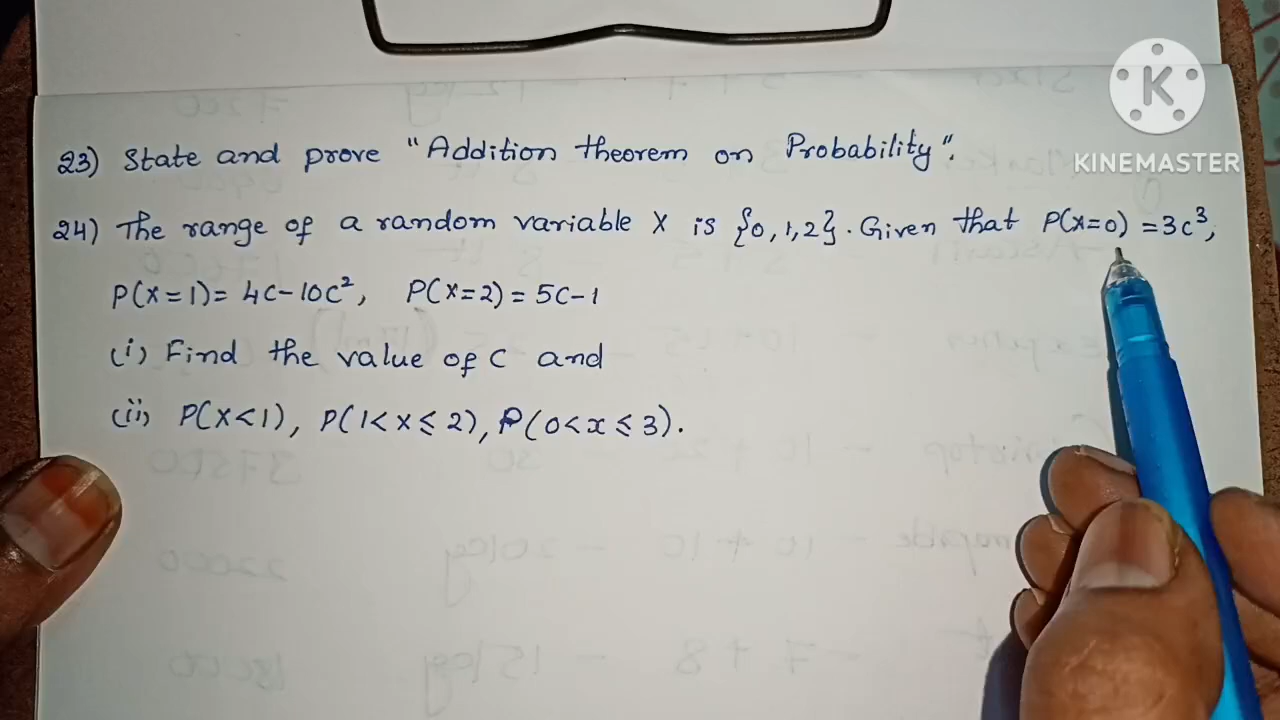 23) State and prove "Addition theorem on Probability".
24) The range of a random variable X is {0,1,2}. Given that P(X=0) = 3c³,
P(X=1) = 4c-10c², P(X=2) = 5c-1
(i) Find the value of c and
(ii) P(X<1), P(1<X≤2), P(0<x≤3).
K
KINEMASTER